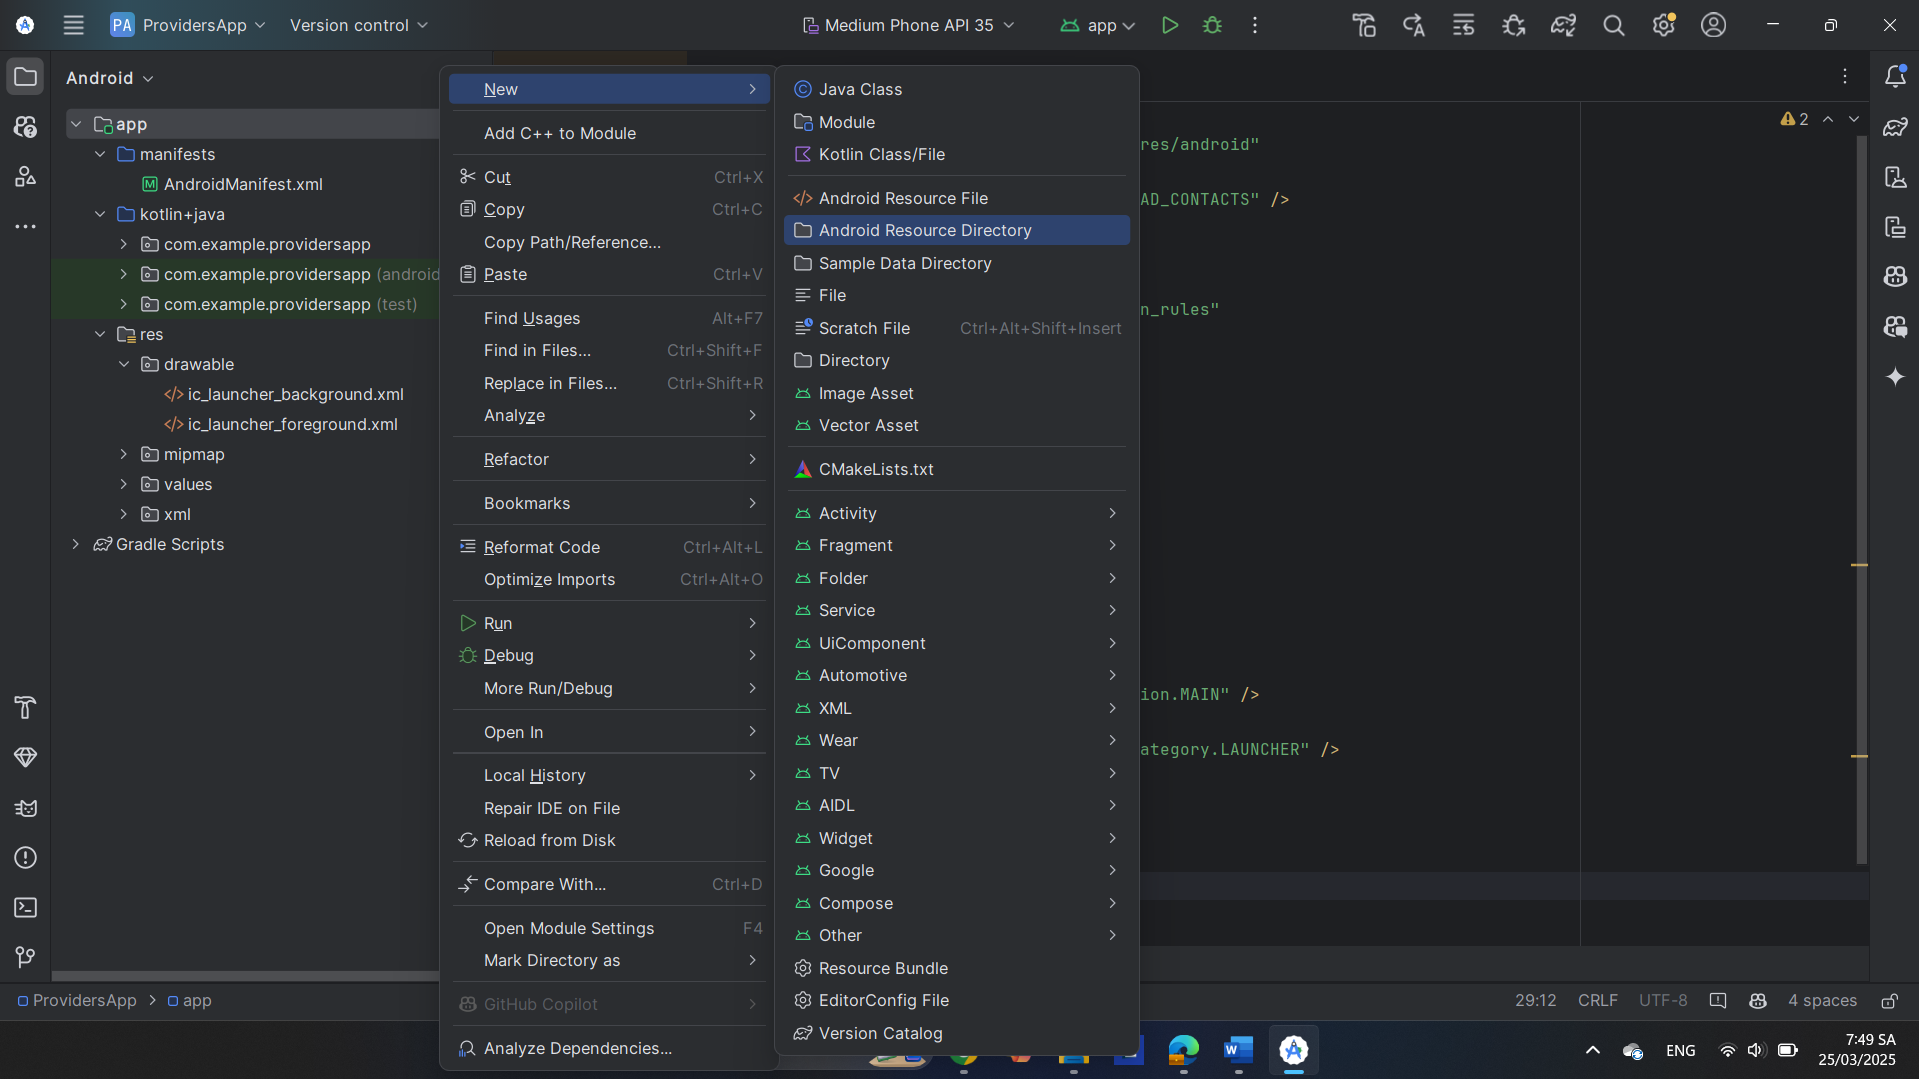 PA ProvidersApp Version control Medium Phone API 35 app
Android
app
manifests
AndroidManifest.xml
kotlin+java
com.example.providersapp
com.example.providersapp (android
com.example.providersapp (test)
res
drawable
ic_launcher_background.xml
ic_launcher_foreground.xml
mipmap
values
xml
Gradle Scripts
New
Add C++ to Module
Cut Ctrl+X
Copy Ctrl+C
Copy Path/Reference...
Paste Ctrl+V
Find Usages Alt+F7
Find in Files... Ctrl+Shift+F
Replace in Files... Ctrl+Shift+R
Analyze
Refactor
Bookmarks
Reformat Code Ctrl+Alt+L
Optimize Imports Ctrl+Alt+O
Run
Debug
More Run/Debug
Open In
Local History
Repair IDE on File
Reload from Disk
Compare With... Ctrl+D
Open Module Settings F4
Mark Directory as
GitHub Copilot
Analyze Dependencies...
Java Class
Module
Kotlin Class/File
Android Resource File
Android Resource Directory
Sample Data Directory
File
Scratch File Ctrl+Alt+Shift+Insert
Directory
Image Asset
Vector Asset
CMakeLists.txt
Activity
Fragment
Folder
Service
UiComponent
Automotive
XML
Wear
TV
AIDL
Widget
Google
Compose
Other
Resource Bundle
EditorConfig File
Version Catalog
2
res/android"
AD_CONTACTS" />
n_rules"
ion.MAIN" />
ategory.LAUNCHER" />
ProvidersApp > app
29:12 CRLF UTF-8 4 spaces
ENG
7:49 SA
25/03/2025